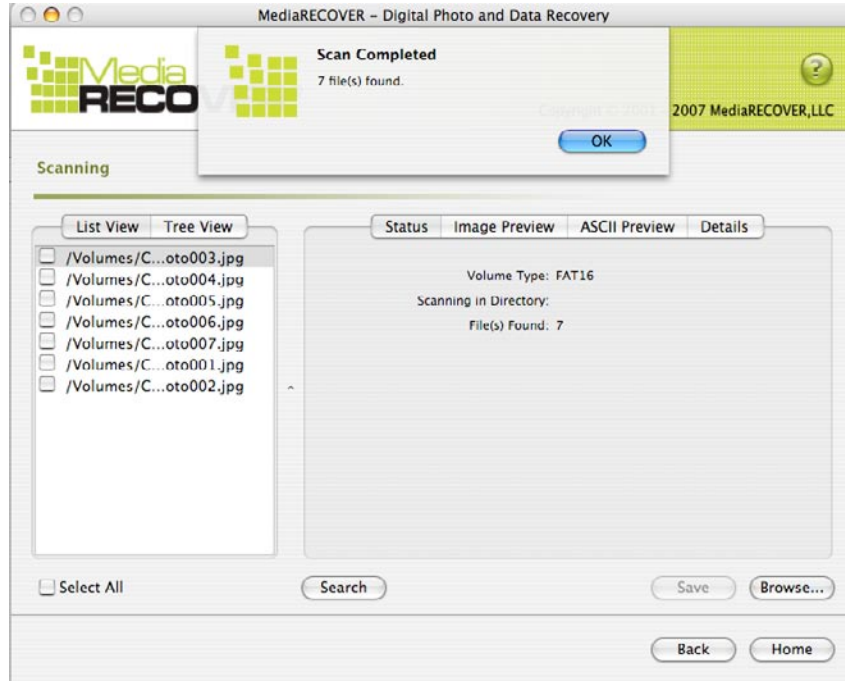 MediaRECOVER – Digital Photo and Data Recovery
Media
RECOV
Scan Completed
7 file(s) found.
OK
?
2007 MediaRECOVER,LLC
Scanning
List View Tree View
/Volumes/C...oto003.jpg
/Volumes/C...oto004.jpg
/Volumes/C...oto005.jpg
/Volumes/C...oto006.jpg
/Volumes/C...oto007.jpg
/Volumes/C...oto001.jpg
/Volumes/C...oto002.jpg
Status Image Preview ASCII Preview Details
Volume Type: FAT16
Scanning in Directory:
File(s) Found: 7
Select All
Search
Save
Browse...
Back
Home